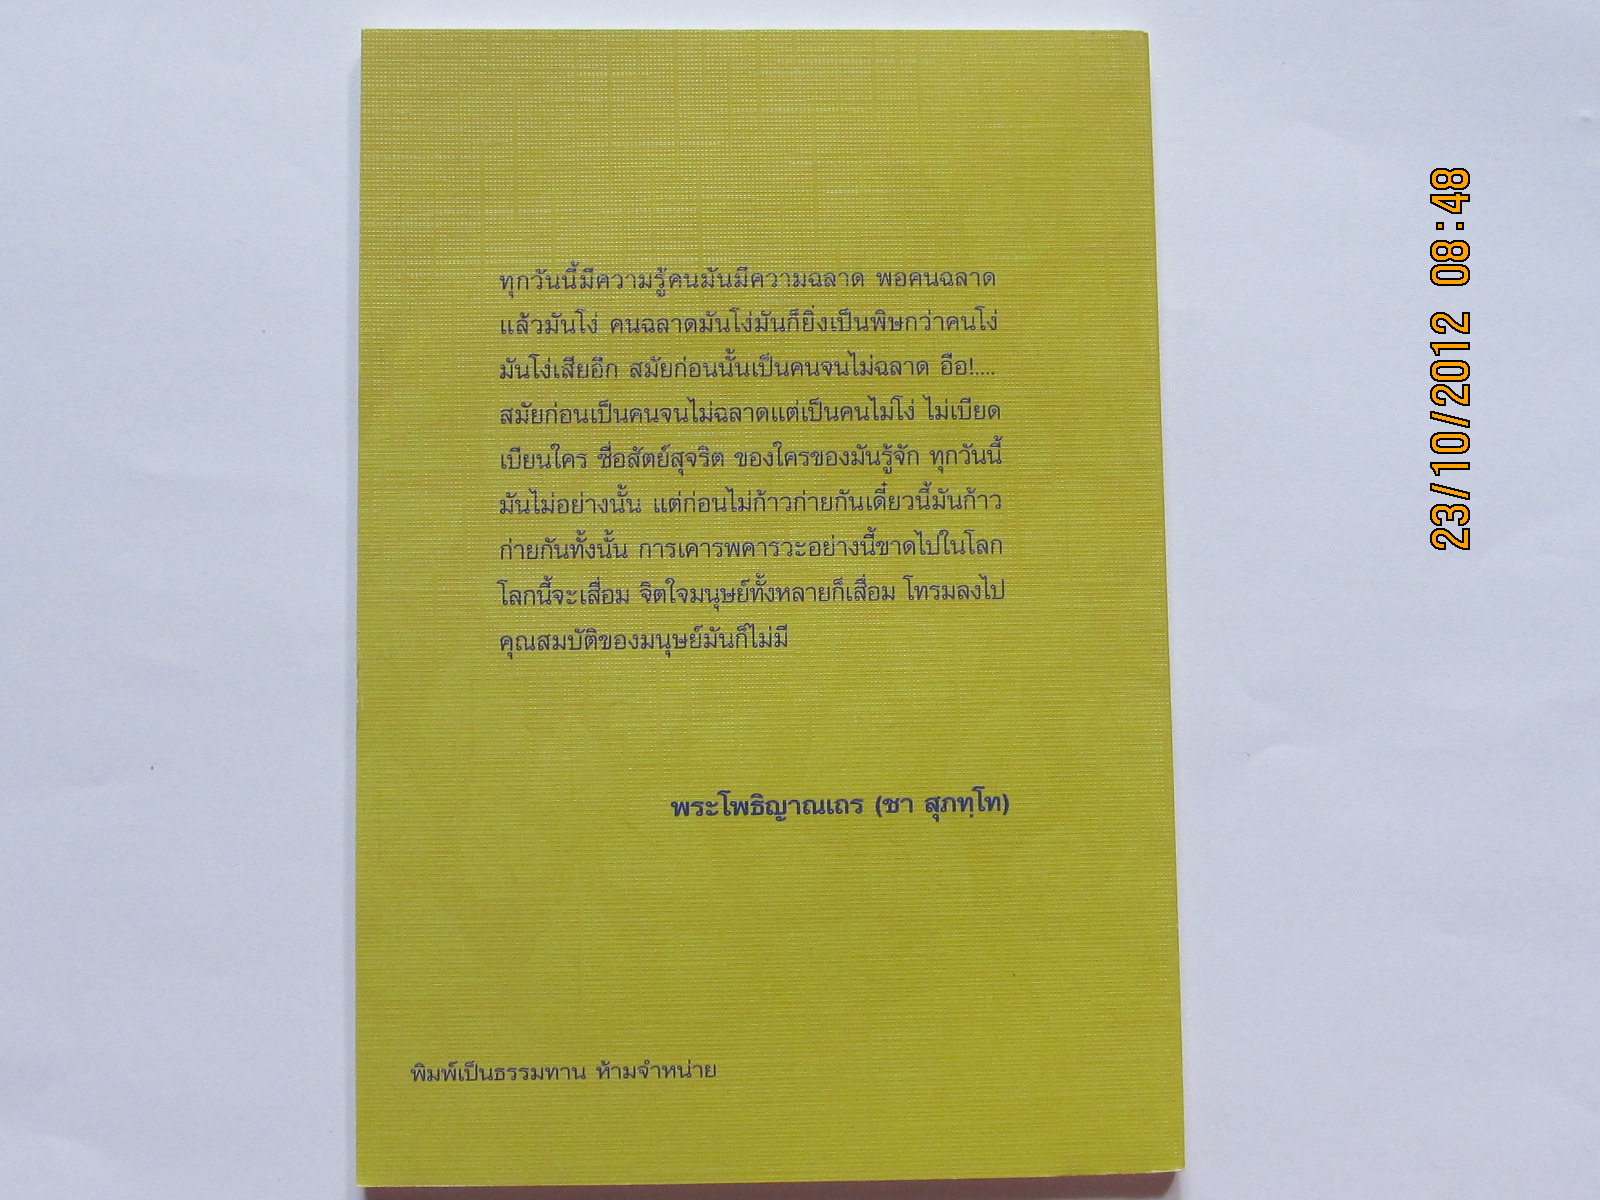 ทุกวันนี้มีความรู้คนมันมีความฉลาด พอคนฉลาด
แล้วมันโง่ คนฉลาดมันโง่มันก็ยิ่งเป็นพิษกว่าคนโง่
มันโง่เสียอีก สมัยก่อนนั้นเป็นคนจนไม่ฉลาด อือ!....
สมัยก่อนเป็นคนจนไม่ฉลาดแต่เป็นคนไม่โง่ ไม่เบียด
เบียนใคร ซื่อสัตย์สุจริต ของใครของมันรู้จัก ทุกวันนี้
มันไม่อย่างนั้น แต่ก่อนไม่ก้าวก่ายกันเดี๋ยวนี้มันก้าว
ก่ายกันทั้งนั้น การเคารพคารวะอย่างนี้ขาดไปในโลก
โลกนี้จะเสื่อม จิตใจมนุษย์ทั้งหลายก็เสื่อม โทรมลงไป
คุณสมบัติของมนุษย์มันก็ไม่มี
พระโพธิญาณเถร (ชา สุภทฺโท)
พิมพ์เป็นธรรมทาน ห้ามจำหน่าย
23/10/2012 08:48